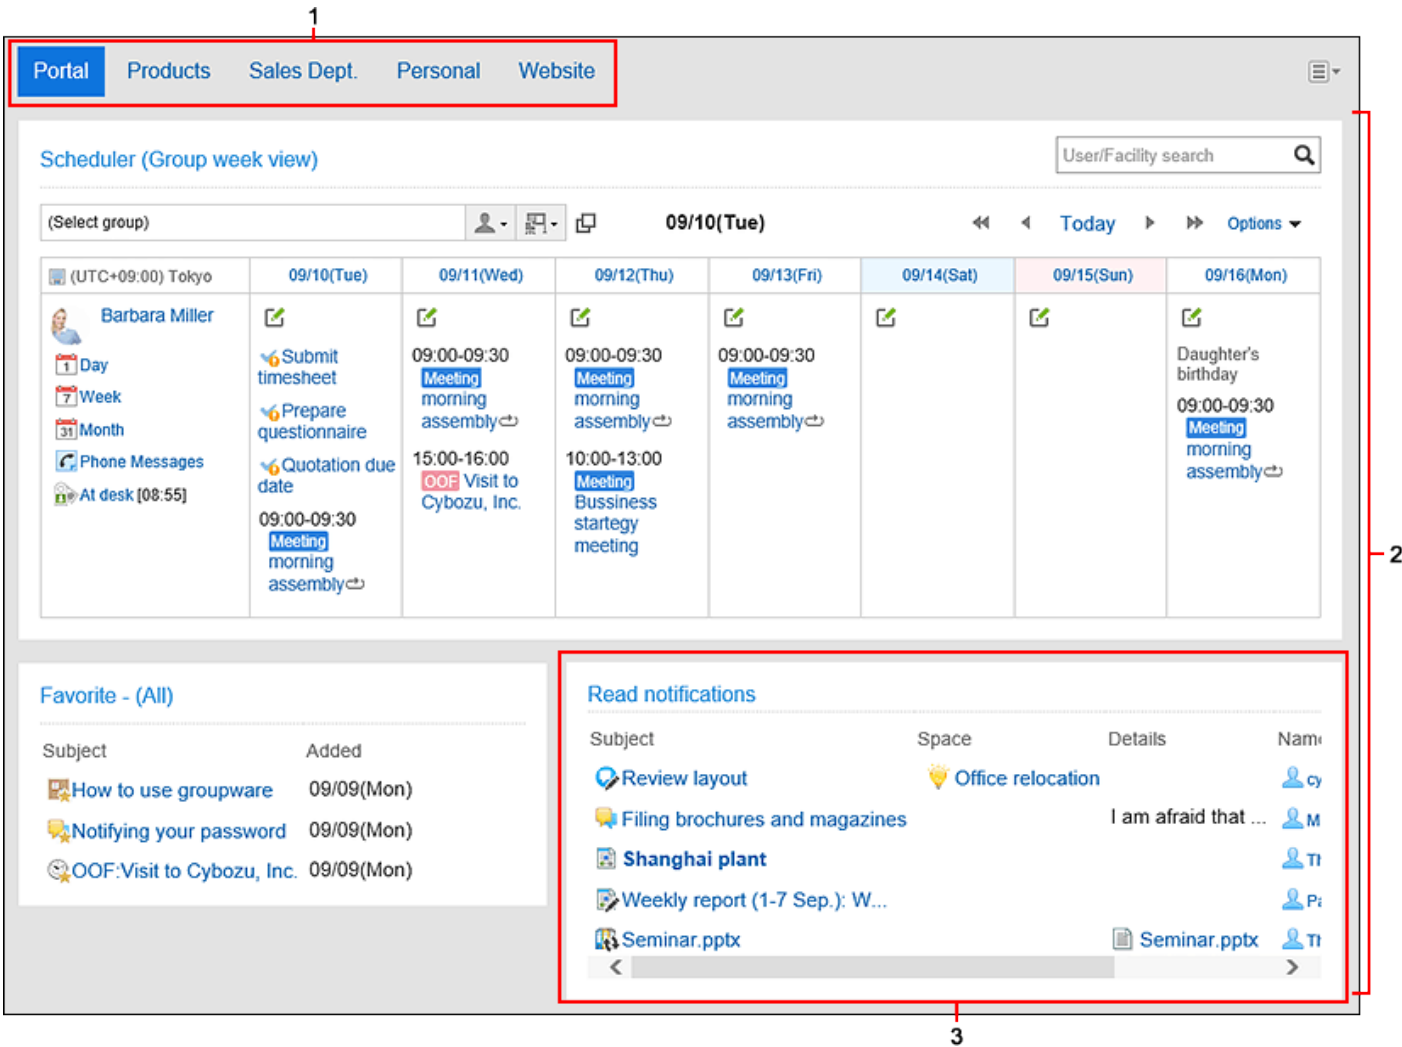 1
Portal Products Sales Dept. Personal Website
Scheduler (Group week view)
User/Facility search
(Select group)
09/10(Tue)
Today
Options
(UTC+09:00) Tokyo
09/10(Tue)
09/11(Wed)
09/12(Thu)
09/13(Fri)
09/14(Sat)
09/15(Sun)
09/16(Mon)
Barbara Miller
1 Day
7 Week
31 Month
Phone Messages
At desk [08:55]
Submit
timesheet
Prepare
questionnaire
Quotation due
date
09:00-09:30
Meeting
morning
assembly
09:00-09:30
Meeting
morning
assembly
15:00-16:00
OOF Visit to
Cybozu, Inc.
09:00-09:30
Meeting
morning
assembly
10:00-13:00
Meeting
Bussiness
startegy
meeting
09:00-09:30
Meeting
morning
assembly
Daughter's
birthday
09:00-09:30
Meeting
morning
assembly
2
Favorite - (All)
Subject Added
How to use groupware 09/09(Mon)
Notifying your password 09/09(Mon)
OOF:Visit to Cybozu, Inc. 09/09(Mon)
Read notifications
Subject Space Details Name
Review layout Office relocation cy
Filing brochures and magazines I am afraid that ... M
Shanghai plant
Weekly report (1-7 Sep.): W... Pa
Seminar.pptx Seminar.pptx
3